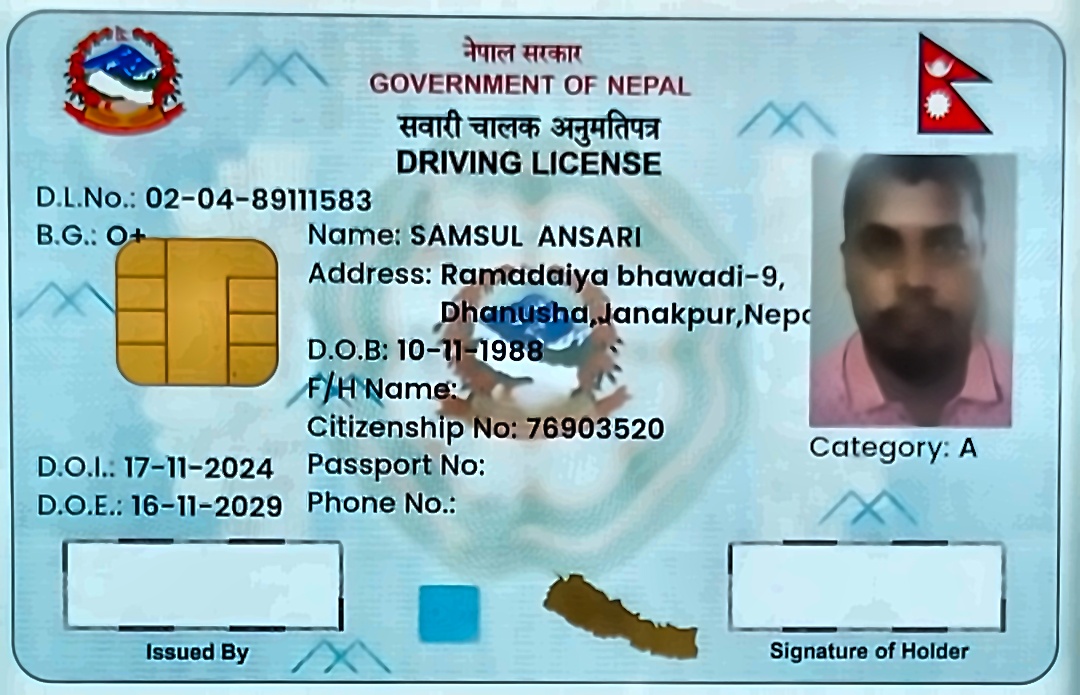 नेपाल सरकार
GOVERNMENT OF NEPAL
सवारी चालक अनुमतिपत्र
DRIVING LICENSE
D.L.No.: 02-04-89111583
B.G.: O+
Name: SAMSUL ANSARI
Address: Ramadaiya bhawadi-9,
Dhanusha,Janakpur,Nepa
D.O.B: 10-11-1988
F/H Name:
Citizenship No: 76903520
Category: A
D.O.I.: 17-11-2024 Passport No:
D.O.E.: 16-11-2029 Phone No.:
Issued By
Signature of Holder